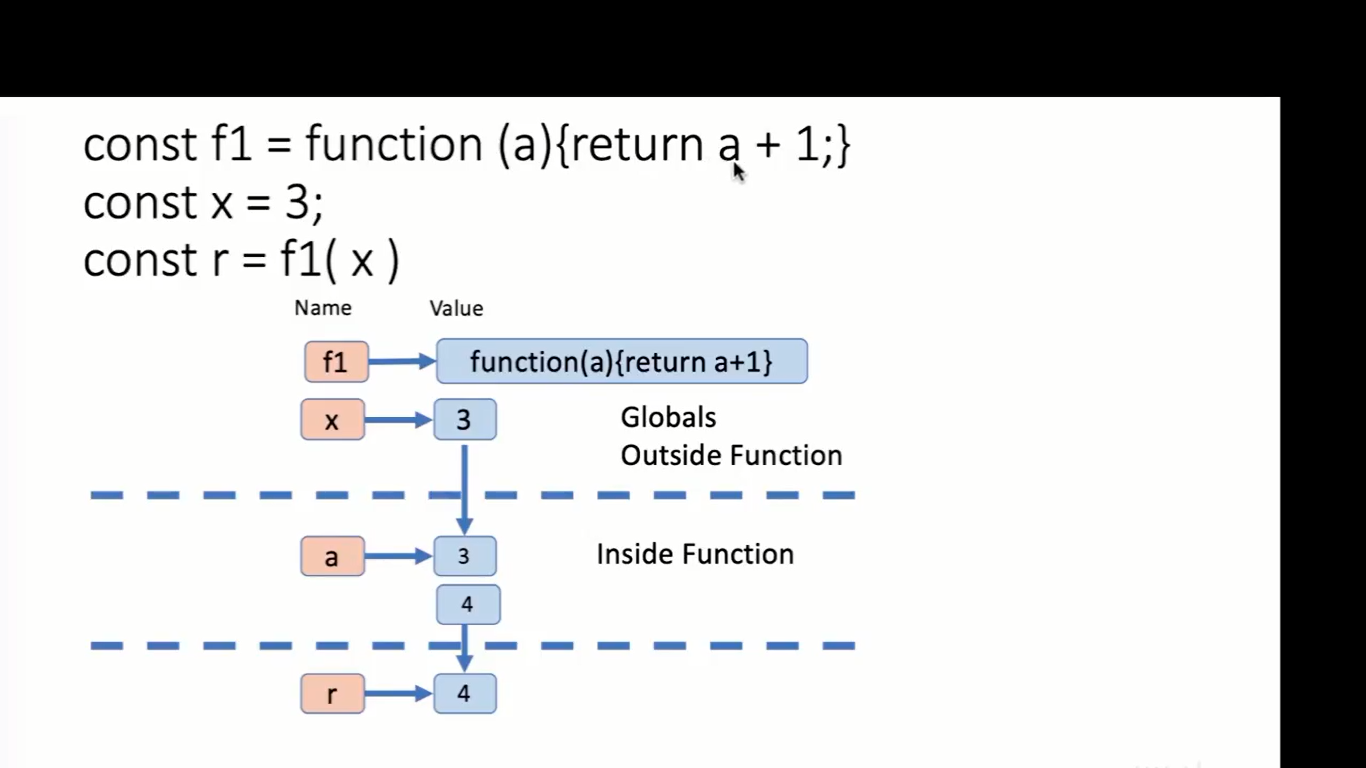 const f1 = function (a){return a + 1;}
const x = 3;
const r = f1( x )
Name Value
f1 function(a){return a+1}
x 3 Globals
Outside Function
a 3 Inside Function
4
r 4